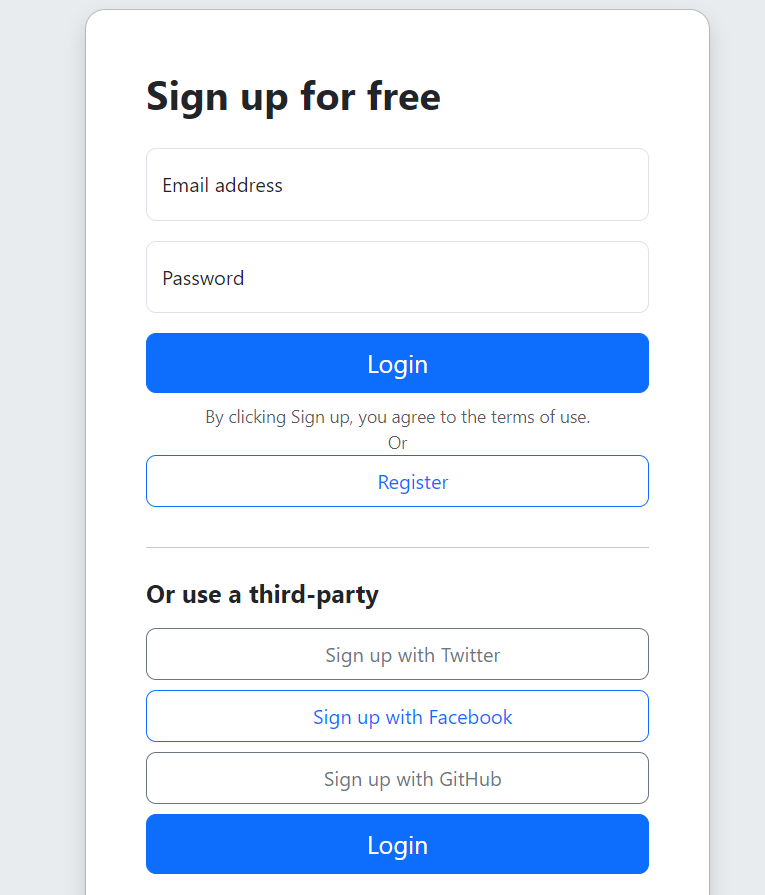 Sign up for free
Email address
Password
Login
By clicking Sign up, you agree to the terms of use.
Or
Register
Or use a third-party
Sign up with Twitter
Sign up with Facebook
Sign up with GitHub
Login